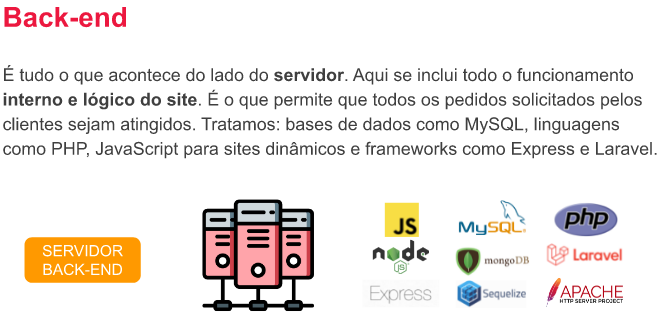 Back-end
É tudo o que acontece do lado do servidor. Aqui se inclui todo o funcionamento
interno e lógico do site. É o que permite que todos os pedidos solicitados pelos
clientes sejam atingidos. Tratamos: bases de dados como MySQL, linguagens
como PHP, JavaScript para sites dinâmicos e frameworks como Express e Laravel.
SERVIDOR
BACK-END
JS
MySQL
php
node
JS
mongoDB
Laravel
Express
Sequelize
APACHE
HTTP SERVER PROJECT